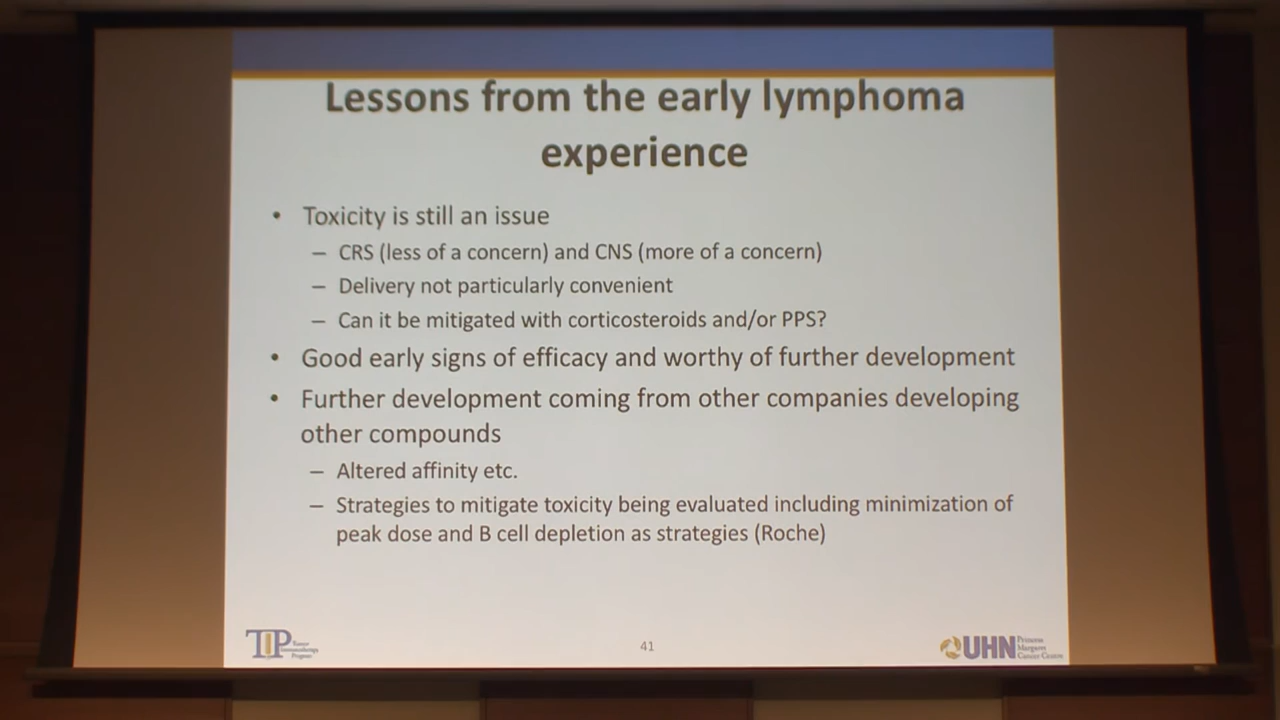 Lessons from the early lymphoma
experience
• Toxicity is still an issue
– CRS (less of a concern) and CNS (more of a concern)
– Delivery not particularly convenient
– Can it be mitigated with corticosteroids and/or PPS?
• Good early signs of efficacy and worthy of further development
• Further development coming from other companies developing
other compounds
– Altered affinity etc.
– Strategies to mitigate toxicity being evaluated including minimization of
peak dose and B cell depletion as strategies (Roche)
TIP
Tumor
Immunotherapy
Program
41
UHN
Princess
Margaret
Cancer Centre